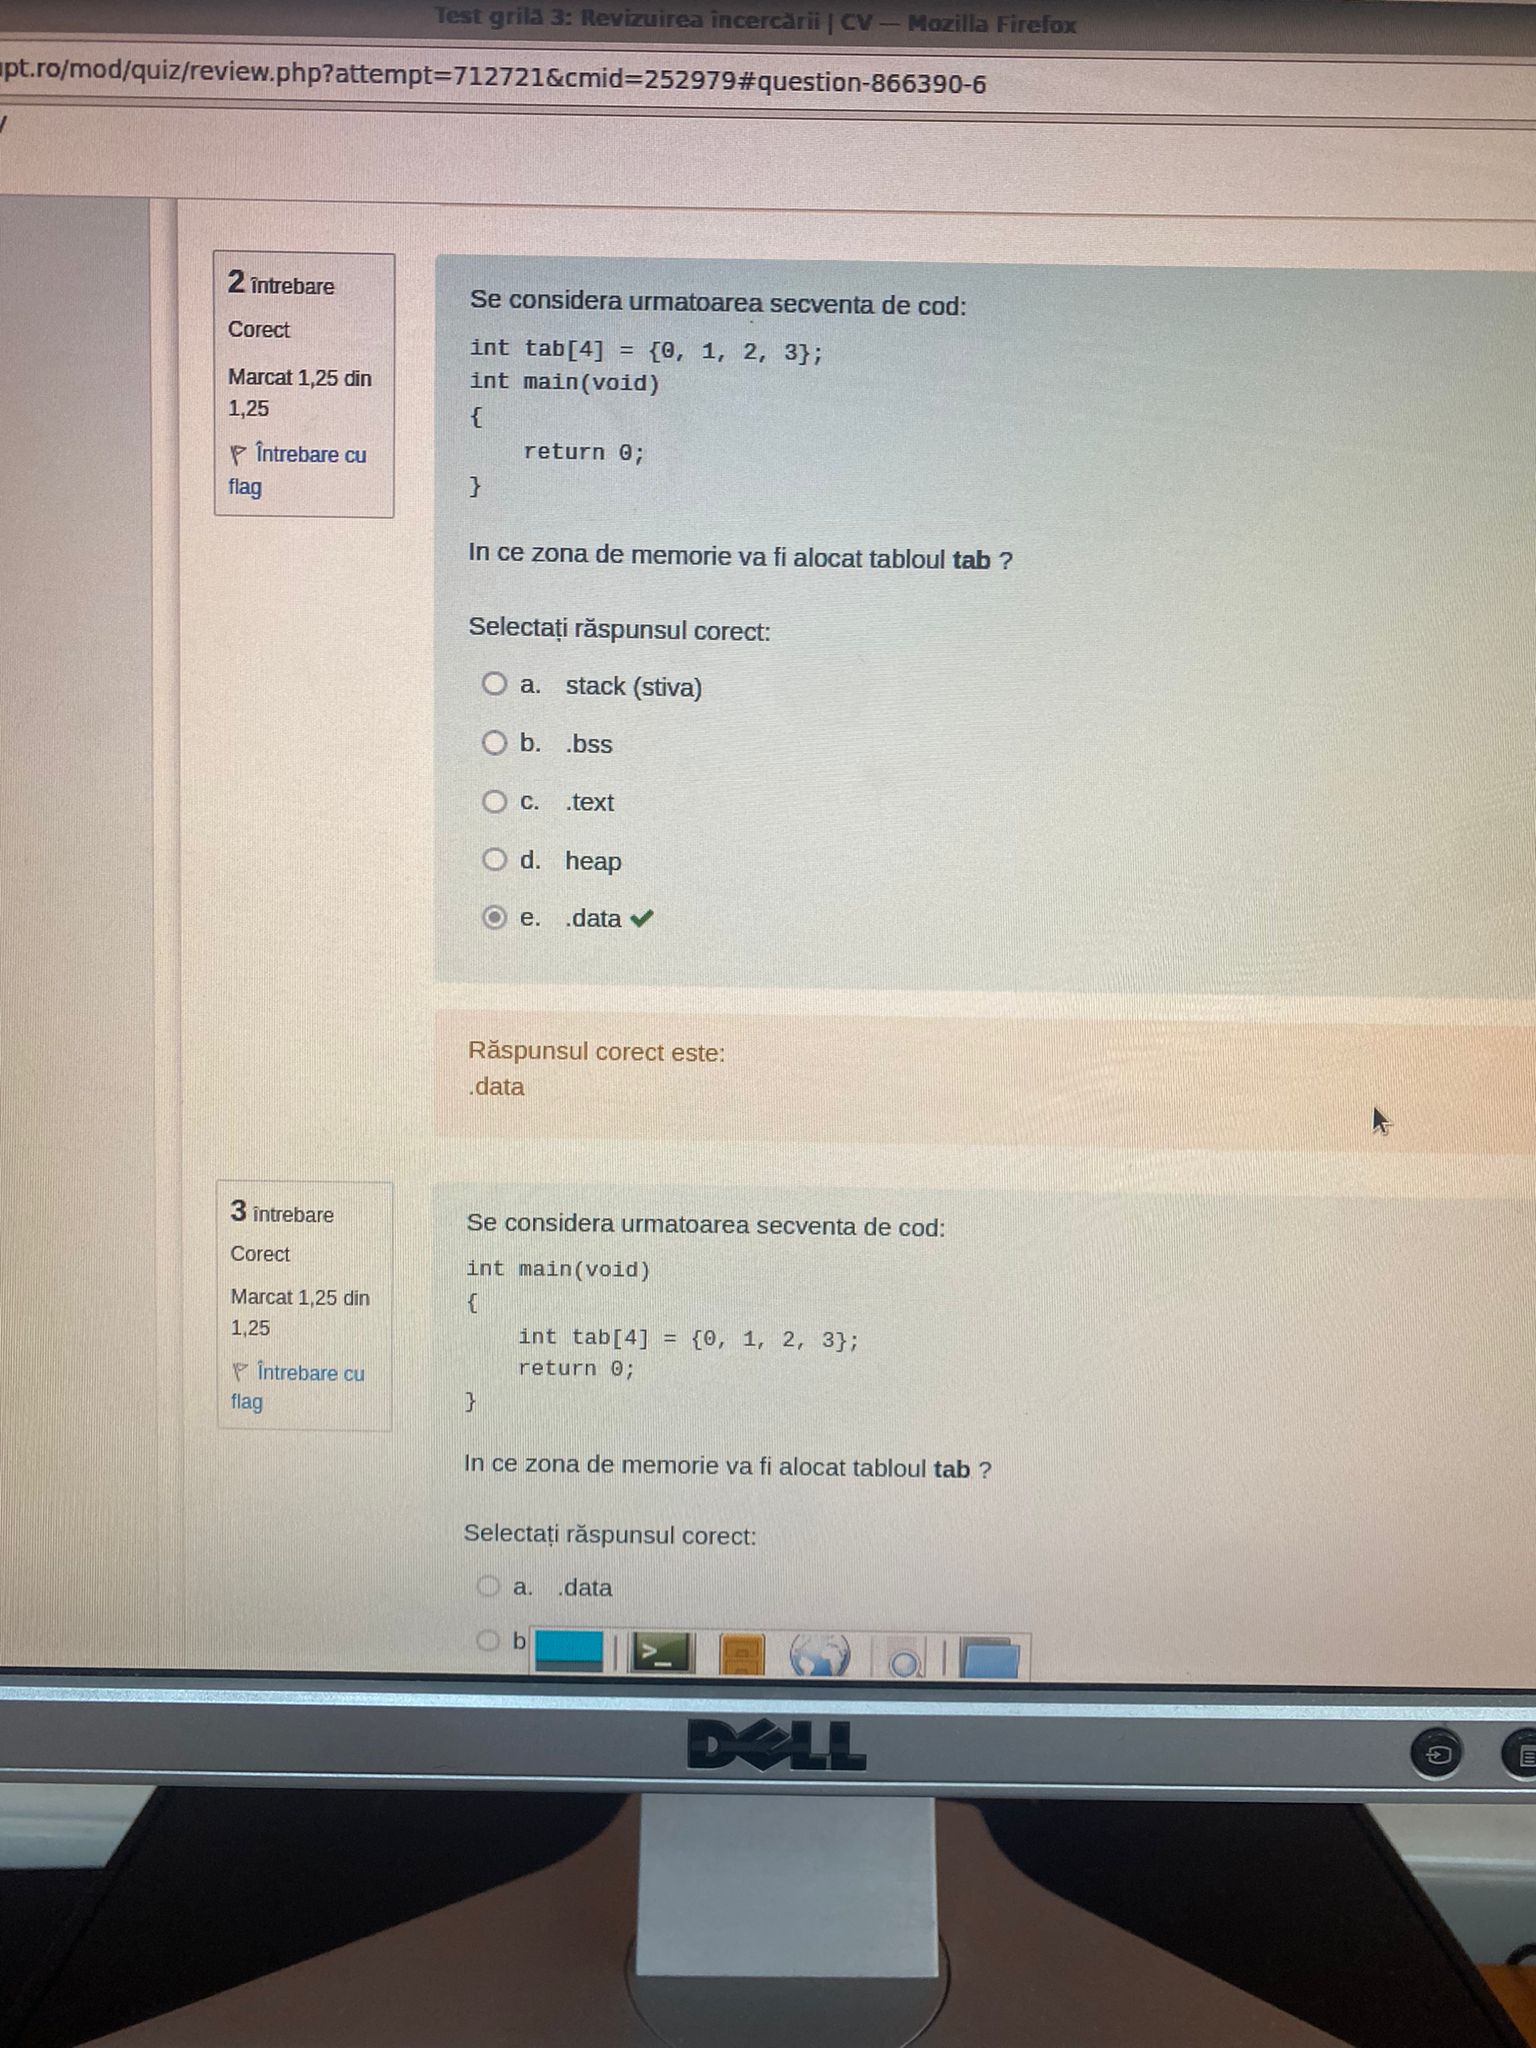 Test grilă 3: Revizuirea încercării | CV — Mozilla Firefox
pt.ro/mod/quiz/review.php?attempt=712721&cmid=252979#question-866390-6
2 întrebare
Corect
Marcat 1,25 din
1,25
Întrebare cu
flag
Se considera urmatoarea secventa de cod:
int tab[4] = {0, 1, 2, 3};
int main(void)
{
return 0;
}
In ce zona de memorie va fi alocat tabloul tab ?
Selectați răspunsul corect:
a. stack (stiva)
b. .bss
c. .text
d. heap
e. .data
Răspunsul corect este:
.data
3 întrebare
Corect
Marcat 1,25 din
1,25
Întrebare cu
flag
Se considera urmatoarea secventa de cod:
int main(void)
{
int tab[4] = {0, 1, 2, 3};
return 0;
}
In ce zona de memorie va fi alocat tabloul tab ?
Selectați răspunsul corect:
a. .data
b
DELL